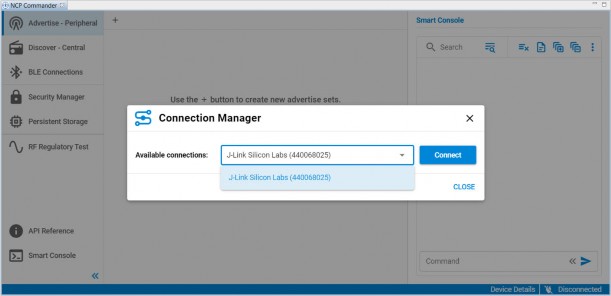 NCP Commander
Advertise - Peripheral
Discover - Central
BLE Connections
Security Manager
Persistent Storage
RF Regulatory Test
API Reference
Smart Console
+
Use the + button to create new advertise sets.
Connection Manager
Available connections:
J-Link Silicon Labs (440068025)
Connect
J-Link Silicon Labs (440068025)
CLOSE
Smart Console
Search
Command
Device Details
Disconnected